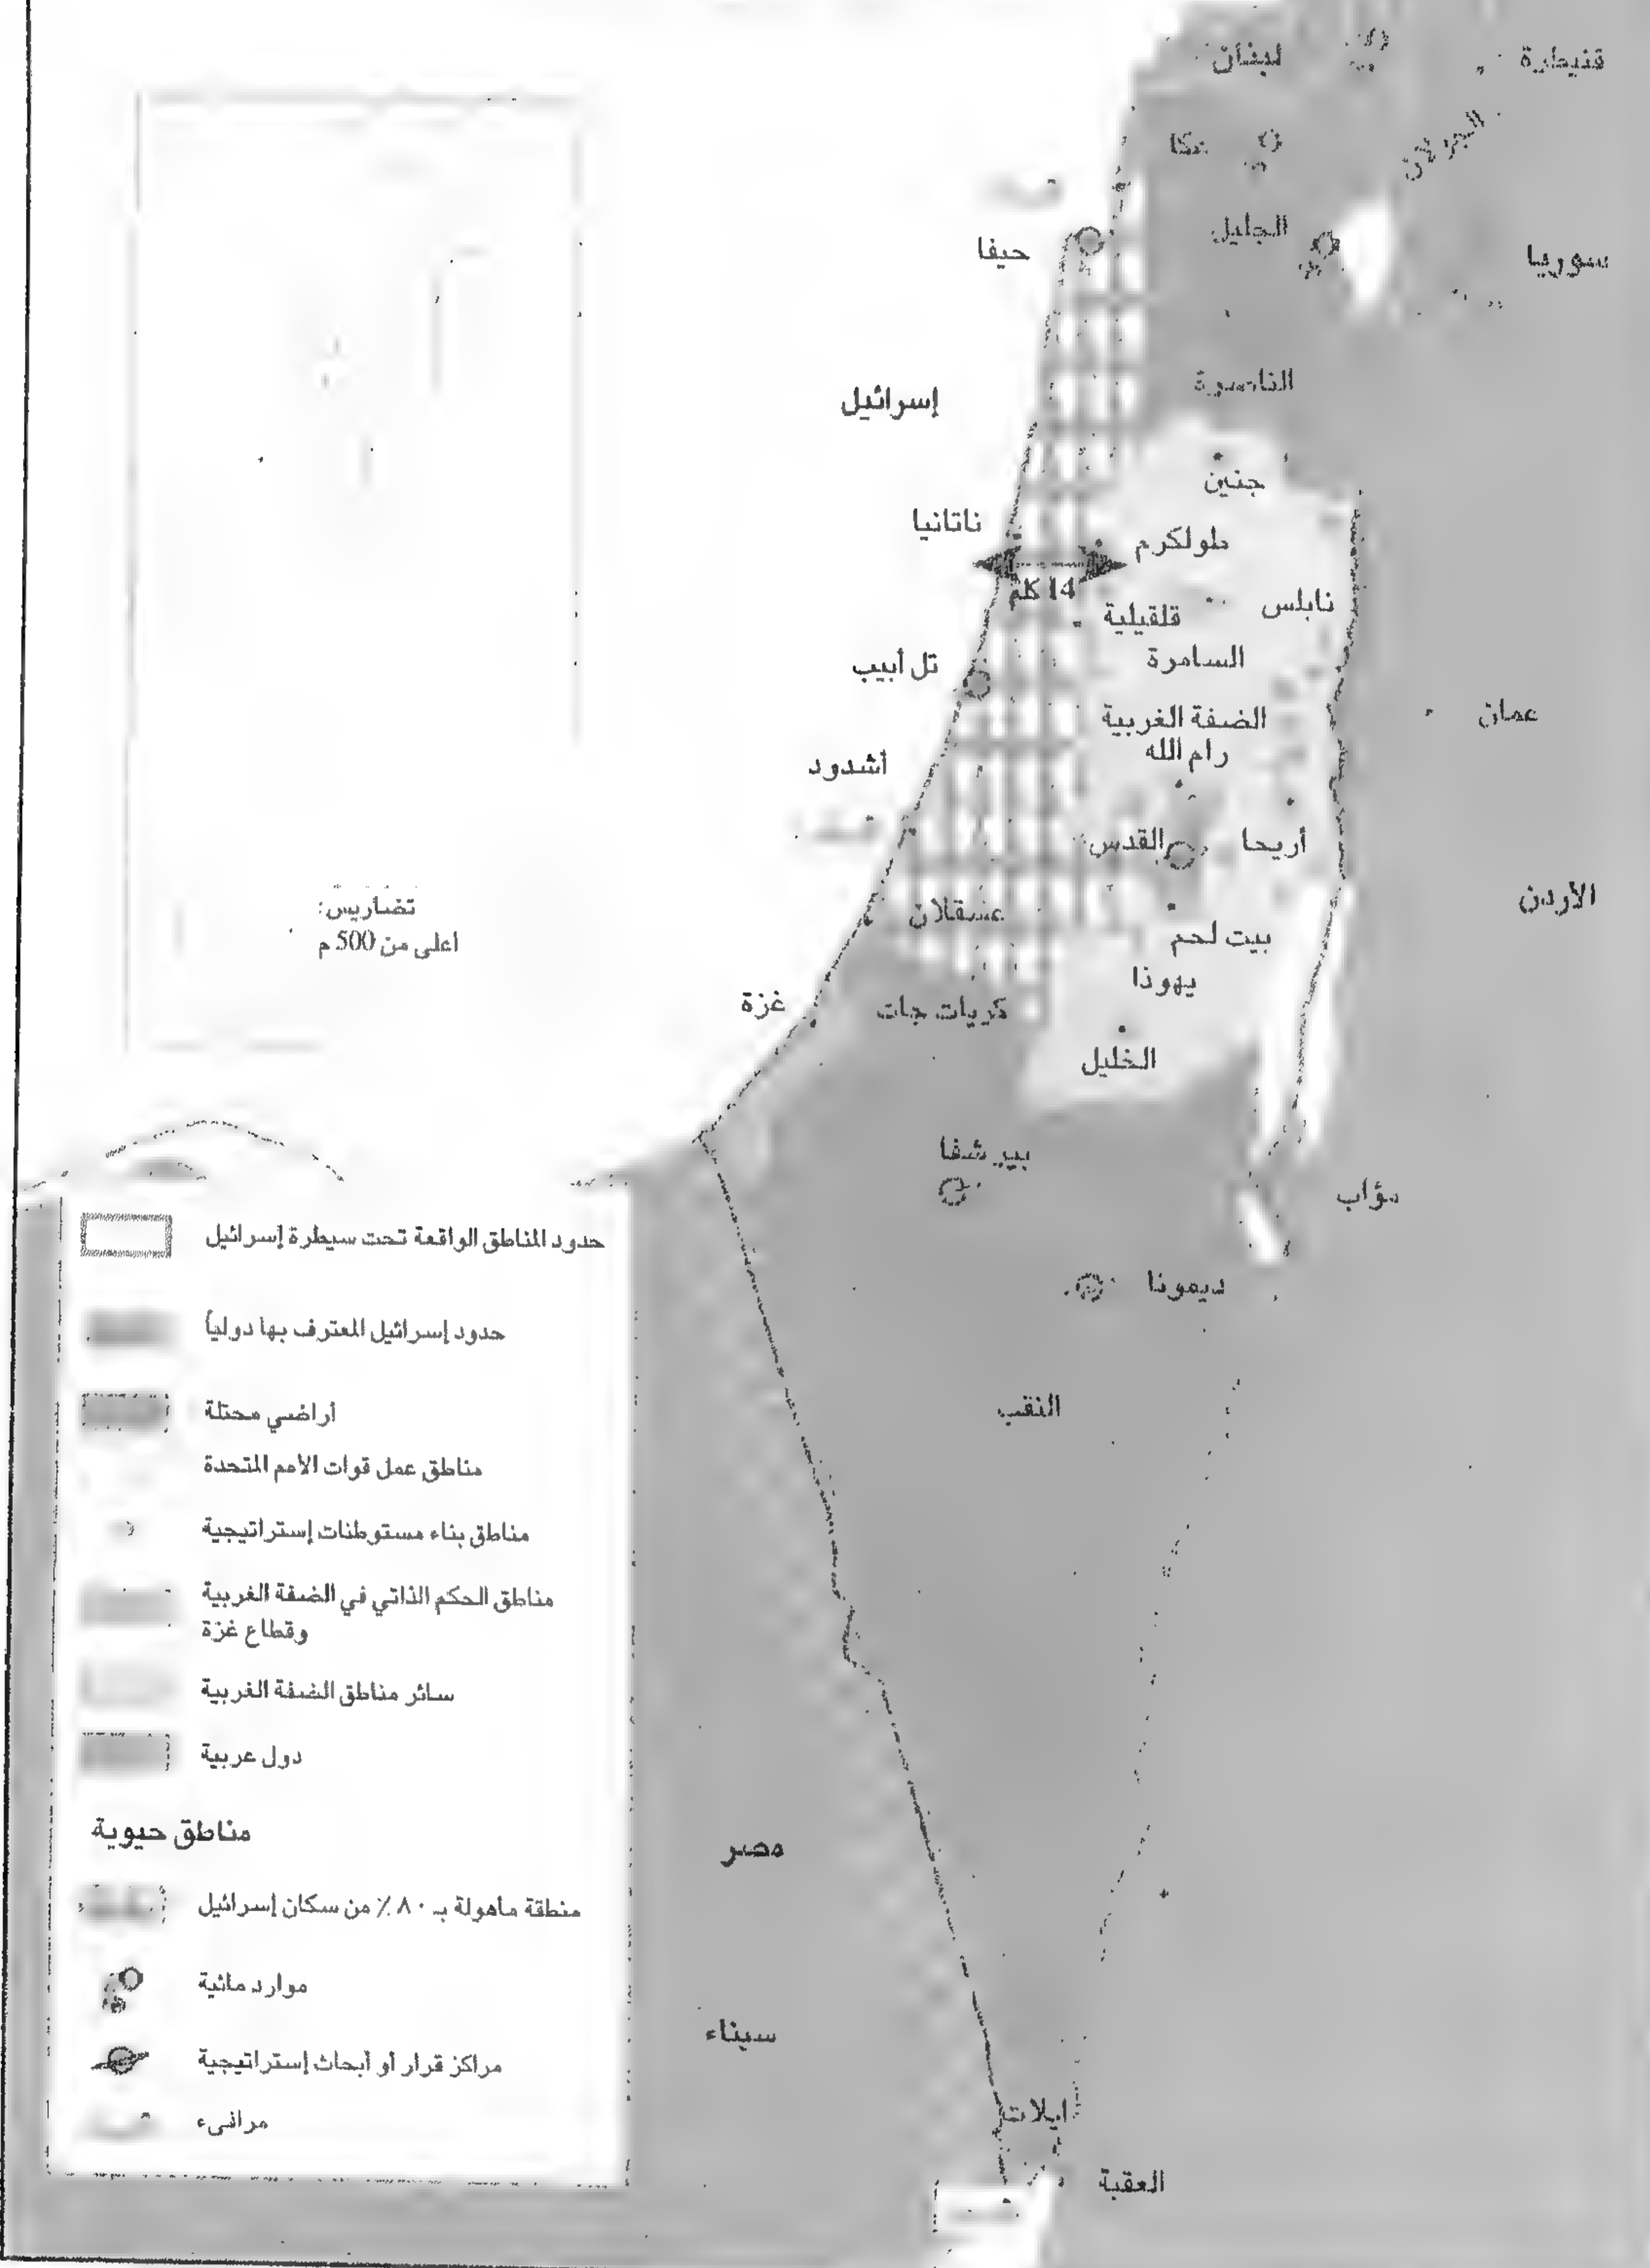 لبنان
قنيطرة
الجولان
عكا
الجليل
حيفا
سوريا
الناصرة
إسرائيل
جنين
ناتانيا
طولكرم
14 كلم
نابلس
قلقيلية
السامرة
تل أبيب
الضفة الغربية
عمان
رام الله
أشدود
القدس
أريحا
الأردن
تضاريس:
اعلى من 500 م
عسقلان
بيت لحم
يهوذا
غزة
كريات جات
الخليل
بير شفا
مؤاب
ديمونا
النقب
مصر
سيناء
ايلات
العقبة
حدود المناطق الواقعة تحت سيطرة إسرائيل
حدود إسرائيل المعترف بها دولياً
أراضي محتلة
مناطق عمل قوات الأمم المتحدة
مناطق بناء مستوطنات إستراتيجية
مناطق الحكم الذاتي في الضفة الغربية
وقطاع غزة
سائر مناطق الضفة الغربية
دول عربية
مناطق حيوية
منطقة مأهولة بـ ٨٠٪ من سكان إسرائيل
موارد مائية
مراكز قرار أو أبحاث إستراتيجية
مرافىء